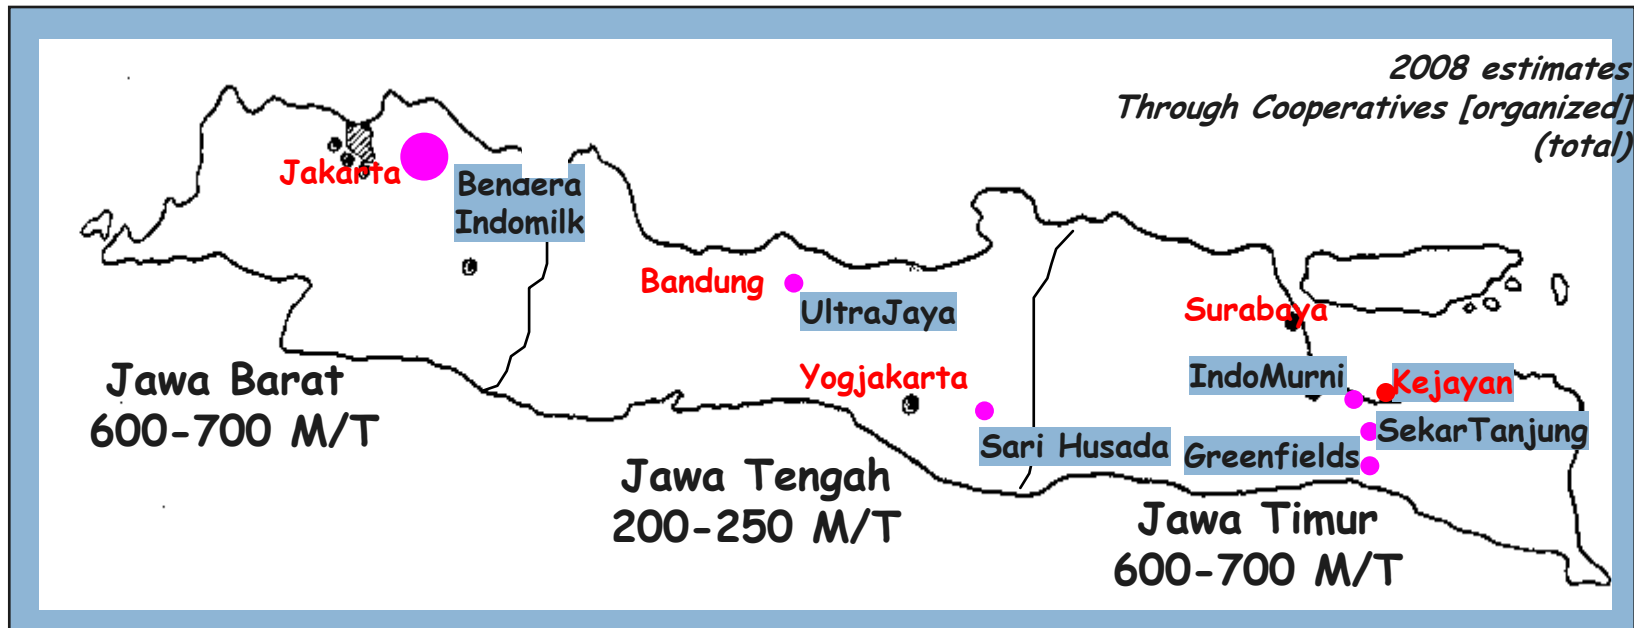 2008 estimates
Through Cooperatives [organized]
(total)
Jakarta
Bendera
Indomilk
Bandung
UltraJaya
Surabaya
Yogjakarta
IndoMurni
Kejayan
Jawa Barat
600-700 M/T
SekarTanjung
Sari Husada
Greenfields
Jawa Tengah
200-250 M/T
Jawa Timur
600-700 M/T